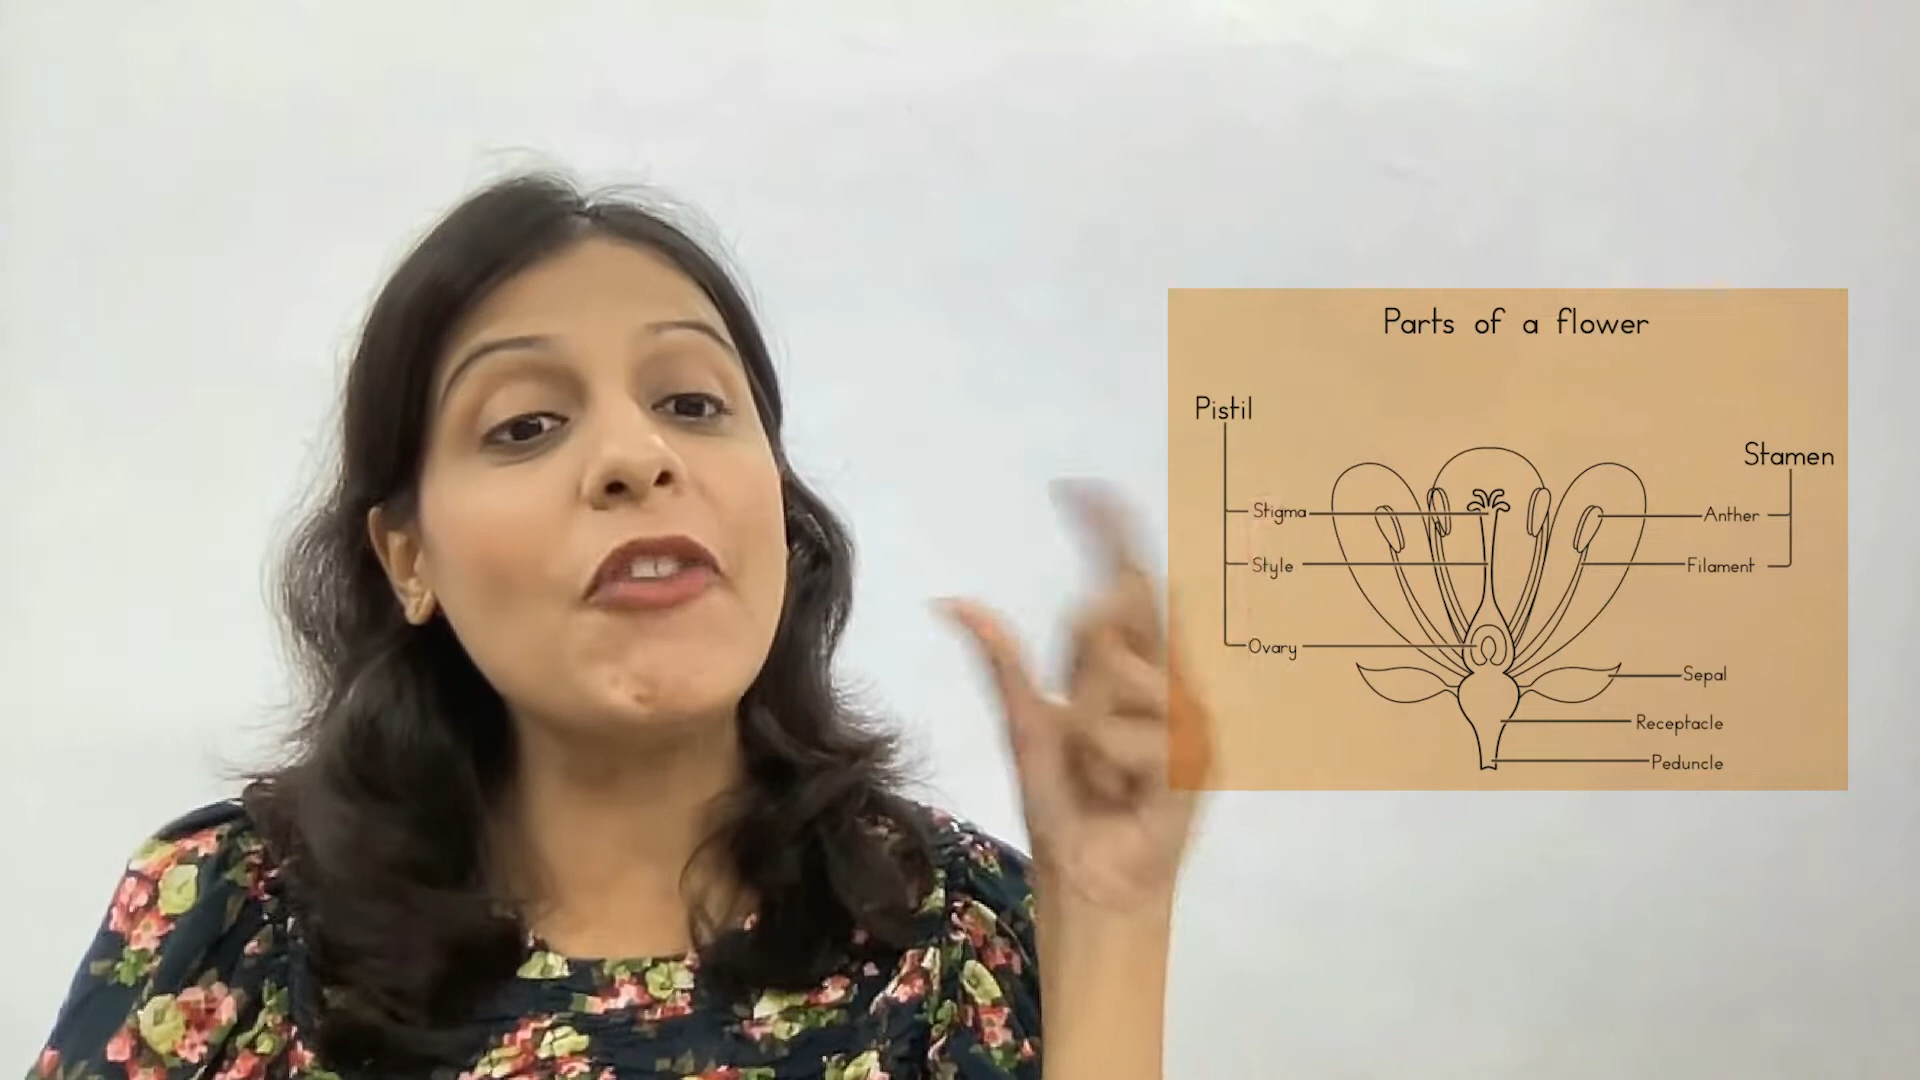 Parts of a flower
Pistil
Stamen
Stigma
Anther
Style
Filament
Ovary
Sepal
Receptacle
Peduncle